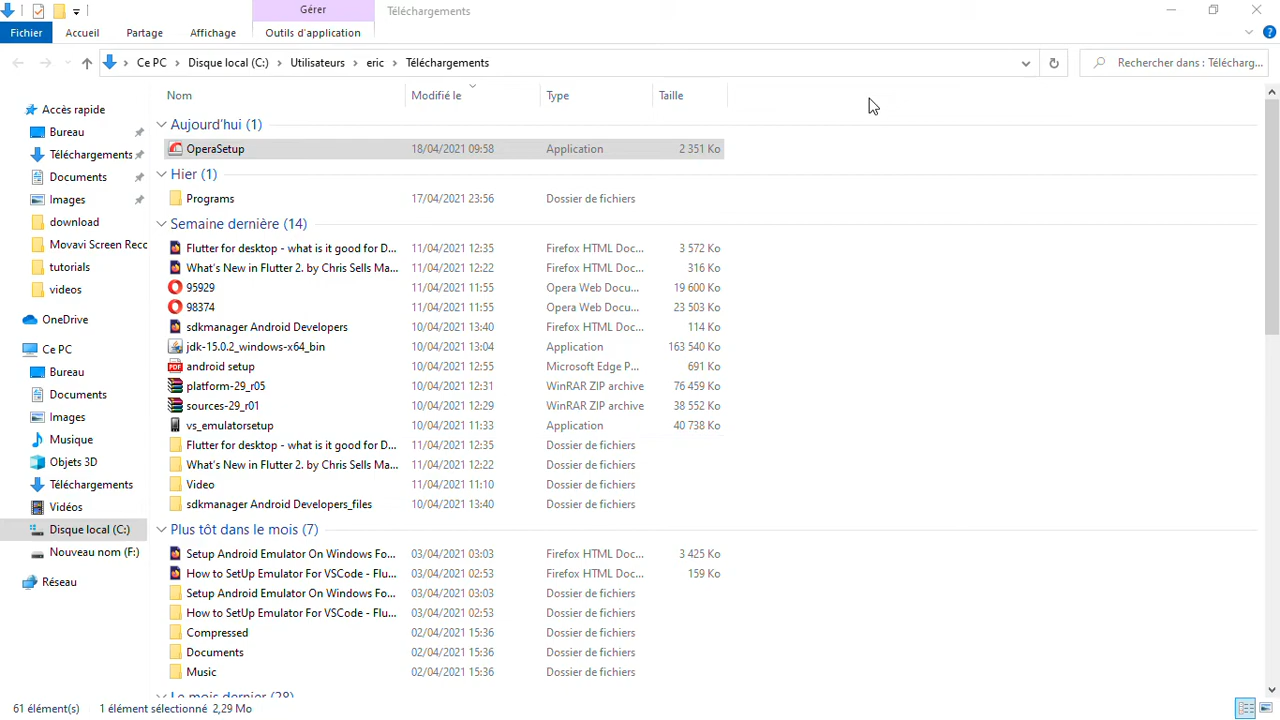 Gérer
Téléchargements
Fichier
Accueil
Partage
Affichage
Outils d'application
Ce PC
Disque local (C:)
Utilisateurs
eric
Téléchargements
Rechercher dans : Télécharg...
Nom
Modifié le
Type
Taille
Accès rapide
Bureau
Téléchargements
Documents
Images
download
Movavi Screen Reco
tutorials
videos
OneDrive
Ce PC
Bureau
Documents
Images
Musique
Objets 3D
Téléchargements
Vidéos
Disque local (C:)
Nouveau nom (F:)
Réseau
Aujourd'hui (1)
OperaSetup 18/04/2021 09:58 Application 2 351 Ko
Hier (1)
Programs 17/04/2021 23:56 Dossier de fichiers
Semaine dernière (14)
Flutter for desktop - what is it good for D... 11/04/2021 12:35 Firefox HTML Doc... 3 572 Ko
What's New in Flutter 2. by Chris Sells Ma... 11/04/2021 12:22 Firefox HTML Doc... 316 Ko
95929 11/04/2021 11:55 Opera Web Docu... 19 600 Ko
98374 11/04/2021 11:55 Opera Web Docu... 23 503 Ko
sdkmanager Android Developers 10/04/2021 13:40 Firefox HTML Doc... 114 Ko
jdk-15.0.2_windows-x64_bin 10/04/2021 13:04 Application 163 540 Ko
android setup 10/04/2021 12:55 Microsoft Edge P... 691 Ko
platform-29_r05 10/04/2021 12:31 WinRAR ZIP archive 76 459 Ko
sources-29_r01 10/04/2021 12:29 WinRAR ZIP archive 38 552 Ko
vs_emulatorsetup 10/04/2021 11:33 Application 40 738 Ko
Flutter for desktop - what is it good for D... 11/04/2021 12:35 Dossier de fichiers
What's New in Flutter 2. by Chris Sells Ma... 11/04/2021 12:22 Dossier de fichiers
Video 11/04/2021 11:10 Dossier de fichiers
sdkmanager Android Developers_files 10/04/2021 13:40 Dossier de fichiers
Plus tôt dans le mois (7)
Setup Android Emulator On Windows Fo... 03/04/2021 03:03 Firefox HTML Doc... 3 425 Ko
How to SetUp Emulator For VSCode - Flu... 03/04/2021 02:53 Firefox HTML Doc... 159 Ko
Setup Android Emulator On Windows Fo... 03/04/2021 03:03 Dossier de fichiers
How to SetUp Emulator For VSCode - Flu... 03/04/2021 02:53 Dossier de fichiers
Compressed 02/04/2021 15:36 Dossier de fichiers
Documents 02/04/2021 15:36 Dossier de fichiers
Music 02/04/2021 15:36 Dossier de fichiers
Le mois dernier (28)
61 élément(s) 1 élément sélectionné 2,29 Mo